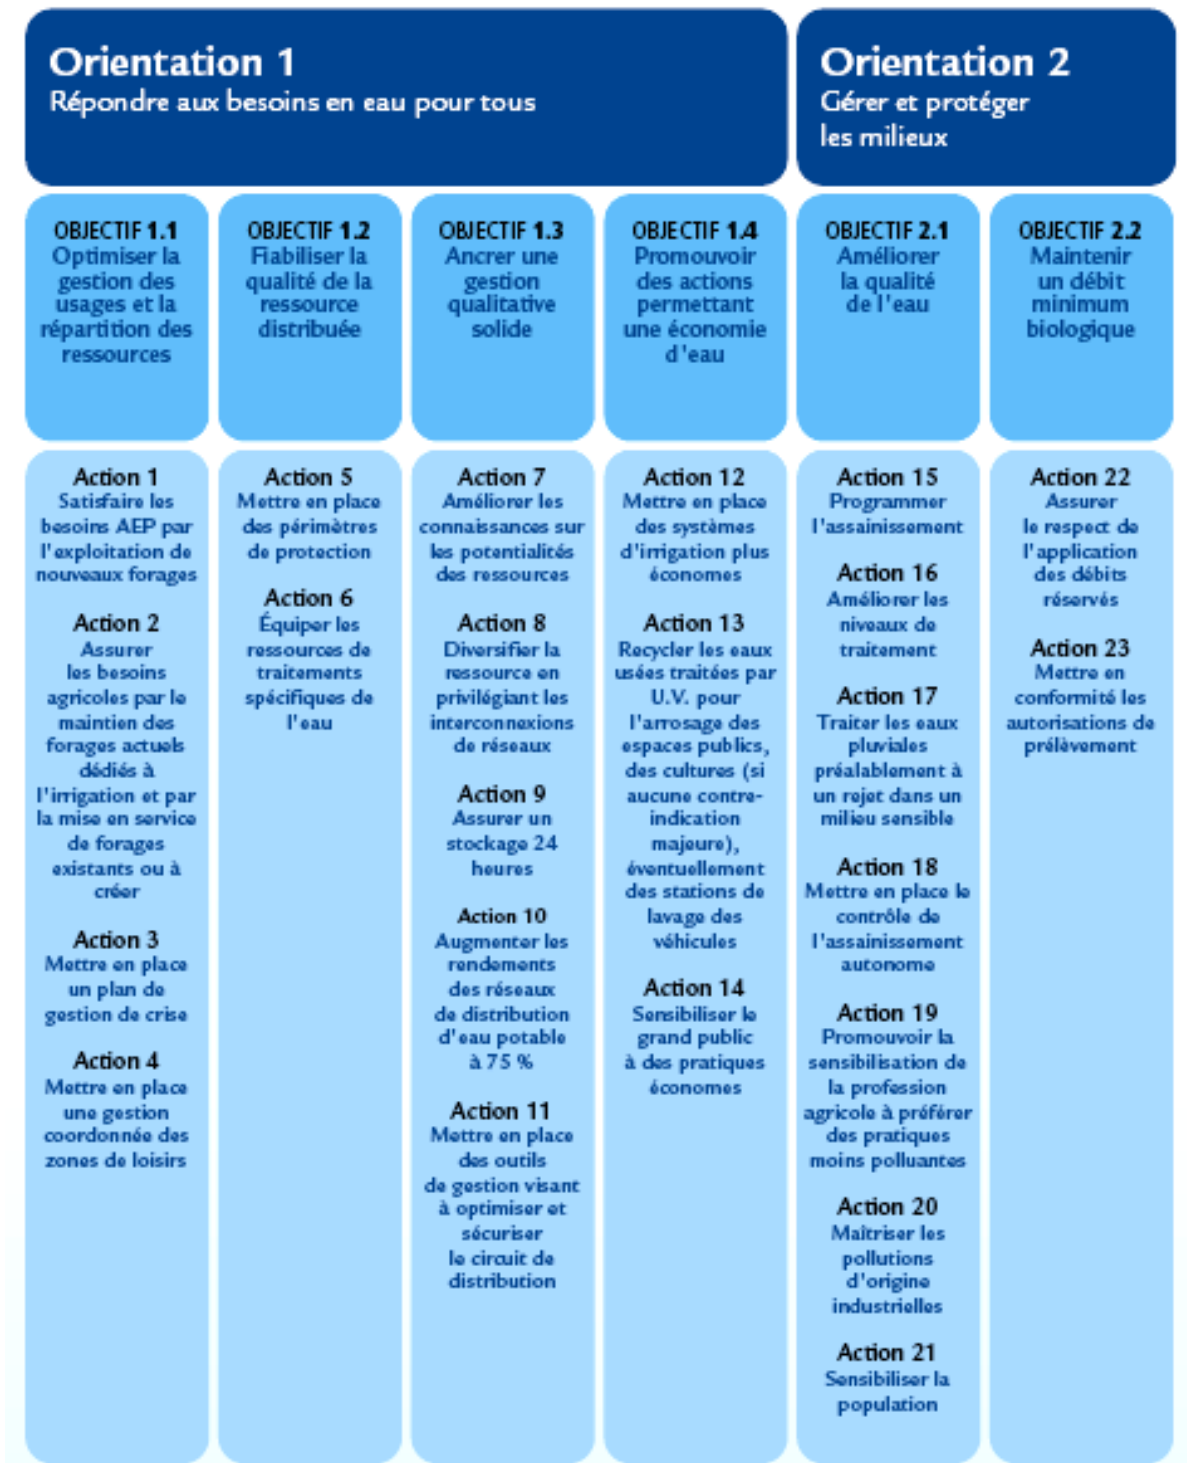 Orientation 1
Répondre aux besoins en eau pour tous
Orientation 2
Gérer et protéger
les milieux
OBJECTIF 1.1
Optimiser la
gestion des
usages et la
répartition des
ressources
OBJECTIF 1.2
Fiabiliser la
qualité de la
ressource
distribuée
OBJECTIF 1.3
Ancrer une
gestion
qualitative
solide
OBJECTIF 1.4
Promouvoir
des actions
permettant
une économie
d'eau
OBJECTIF 2.1
Améliorer
la qualité
de l'eau
OBJECTIF 2.2
Maintenir
un débit
minimum
biologique
Action 1
Satisfaire les
besoins AEP par
l'exploitation de
nouveaux forages
Action 2
Assurer
les besoins
agricoles par le
maintien des
forages actuels
dédiés à
l'irrigation et par
la mise en service
de forages
existants ou à
créer
Action 3
Mettre en place
un plan de
gestion de crise
Action 4
Mettre en place
une gestion
coordonnée des
zones de loisirs
Action 5
Mettre en place
des périmètres
de protection
Action 6
Équiper les
ressources de
traitements
spécifiques de
l'eau
Action 7
Améliorer les
connaissances sur
les potentialités
des ressources
Action 8
Diversifier la
ressource en
privilégiant les
interconnexions
de réseaux
Action 9
Assurer un
stockage 24
heures
Action 10
Augmenter les
rendements
des réseaux
de distribution
d'eau potable
à 75 %
Action 11
Mettre en place
des outils
de gestion visant
à optimiser et
sécuriser
le circuit de
distribution
Action 12
Mettre en place
des systèmes
d'irrigation plus
économes
Action 13
Recycler les eaux
usées traitées par
U.V. pour
l'arrosage des
espaces publics,
des cultures (si
aucune contre-
indication
majeure),
éventuellement
des stations de
lavage des
véhicules
Action 14
Sensibiliser le
grand public
à des pratiques
économes
Action 15
Programmer
l'assainissement
Action 16
Améliorer les
niveaux de
traitement
Action 17
Traiter les eaux
pluviales
préalablement à
un rejet dans un
milieu sensible
Action 18
Mettre en place le
contrôle de
l'assainissement
autonome
Action 19
Promouvoir la
sensibilisation de
la profession
agricole à préférer
des pratiques
moins polluantes
Action 20
Maîtriser les
pollutions
d'origine
industrielles
Action 21
Sensibiliser la
population
Action 22
Assurer
le respect de
l'application
des débits
réservés
Action 23
Mettre en
conformité les
autorisations de
prélèvement